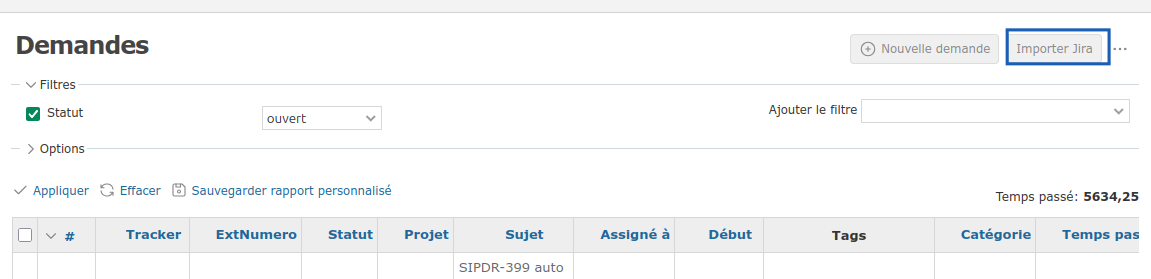 Demandes
Nouvelle demande
Importer Jira
Filtres
Statut
ouvert
Ajouter le filtre
Options
Appliquer
Effacer
Sauvegarder rapport personnalisé
Temps passé: 5634,25
# Tracker ExtNumero Statut Projet Sujet Assigné à Début Tags Catégorie Temps pas
SIPDR-399 auto